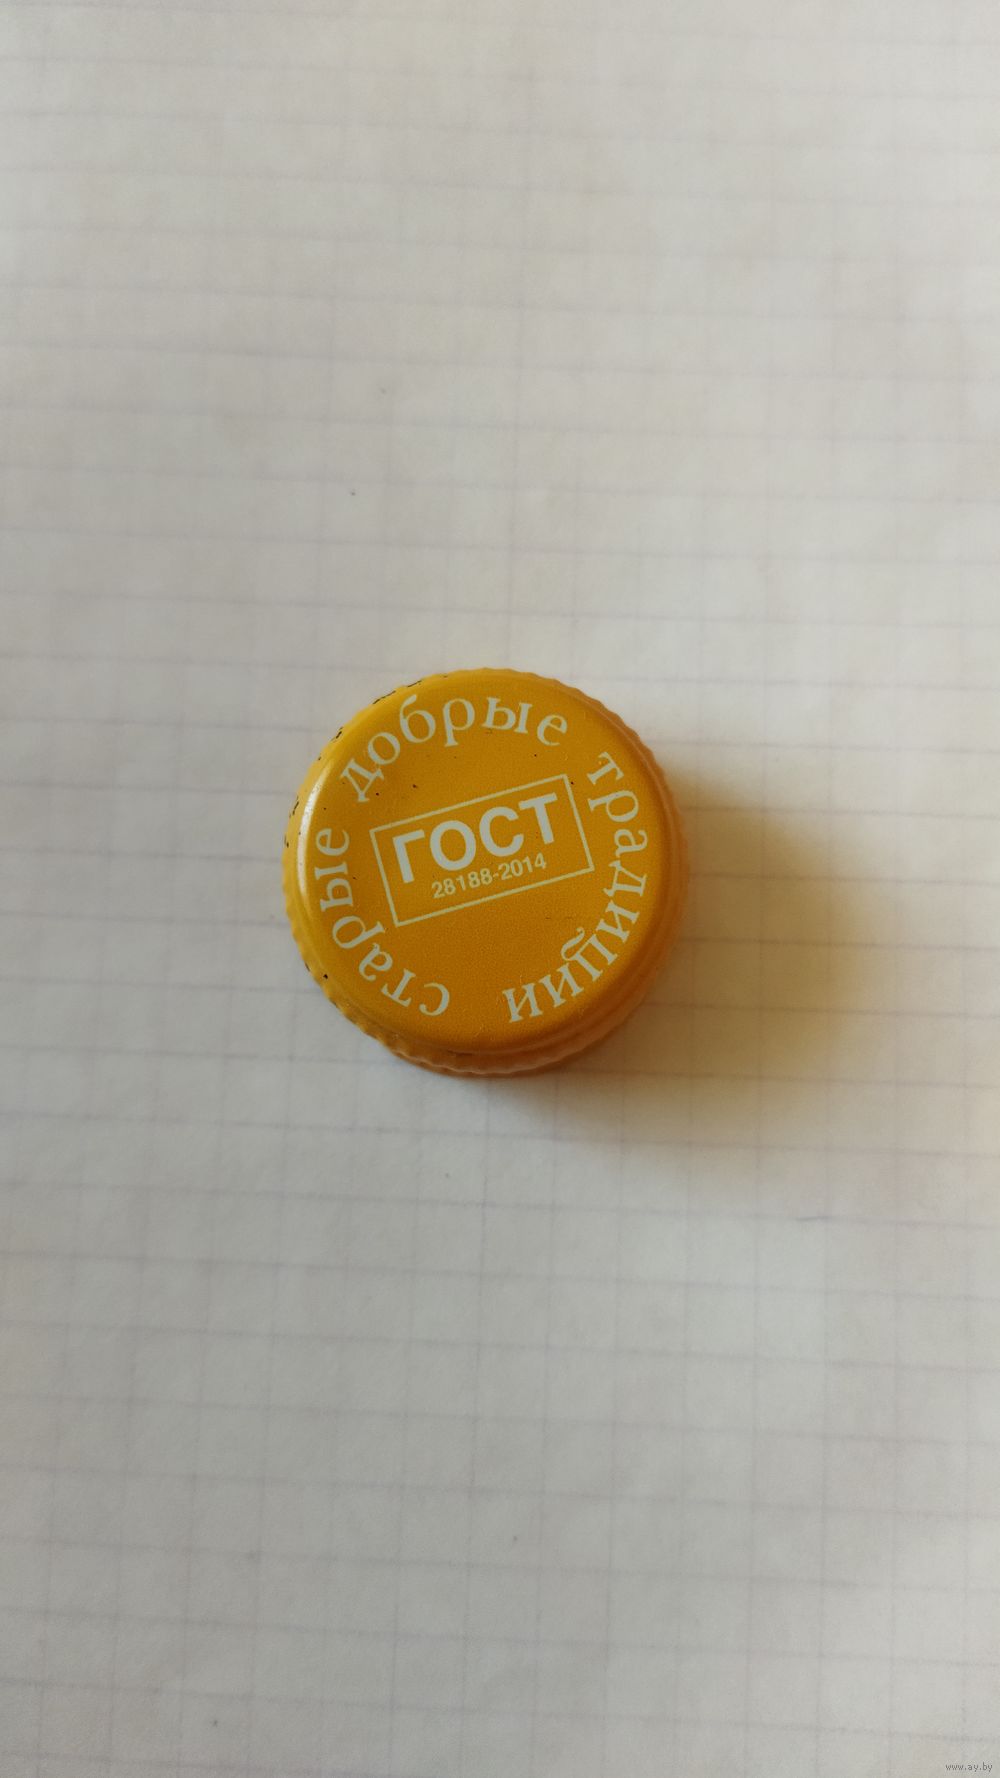 старые добрые традиции
ГОСТ
28188-2014
www.ay.by